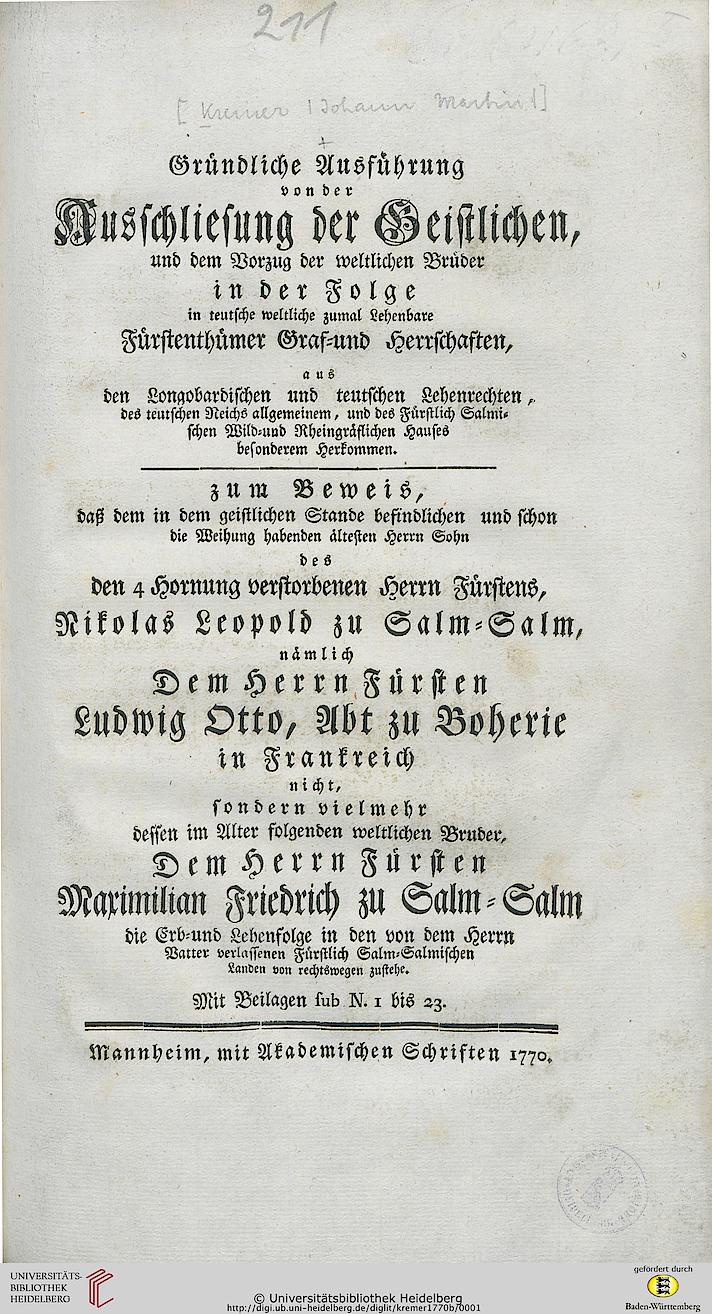 211
[Kremer, Johann Martin]
Gründliche Ausführung
von der
Ausschliesung der Geistlichen,
und dem Vorzug der weltlichen Brüder
in der Folge
in teutsche weltliche zumal Lehenbare
Fürstenthümer Graf-und Herrschaften,
aus
den Longobardischen und teutschen Lehenrechten,
des teutschen Reichs allgemeinem, und des Fürstlich Salmi-
schen Wild-und Rheingräflichen Hauses
besonderem Herkommen.
zum Beweis,
daß dem in dem geistlichen Stande befindlichen und schon
die Weihung habenden ältesten Herrn Sohn
des
den 4 Hornung verstorbenen Herrn Fürstens,
Nikolas Leopold zu Salm-Salm,
nämlich
Dem Herrn Fürsten
Ludwig Otto, Abt zu Boherie
in Frankreich
nicht,
sondern vielmehr
dessen im Alter folgenden weltlichen Bruder,
Dem Herrn Fürsten
Maximilian Friedrich zu Salm-Salm
die Erb-und Lehenfolge in den von dem Herrn
Vatter verlassenen Fürstlich Salm-Salmischen
Landen von rechtswegen zustehe.
Mit Beilagen sub N. 1 bis 23.
Mannheim, mit Akademischen Schriften 1770.
UNIVERSITÄTS-
BIBLIOTHEK
HEIDELBERG
© Universitätsbibliothek Heidelberg
http://digi.ub.uni-heidelberg.de/diglit/kremer1770b/0001
gefördert durch
Baden-Württemberg